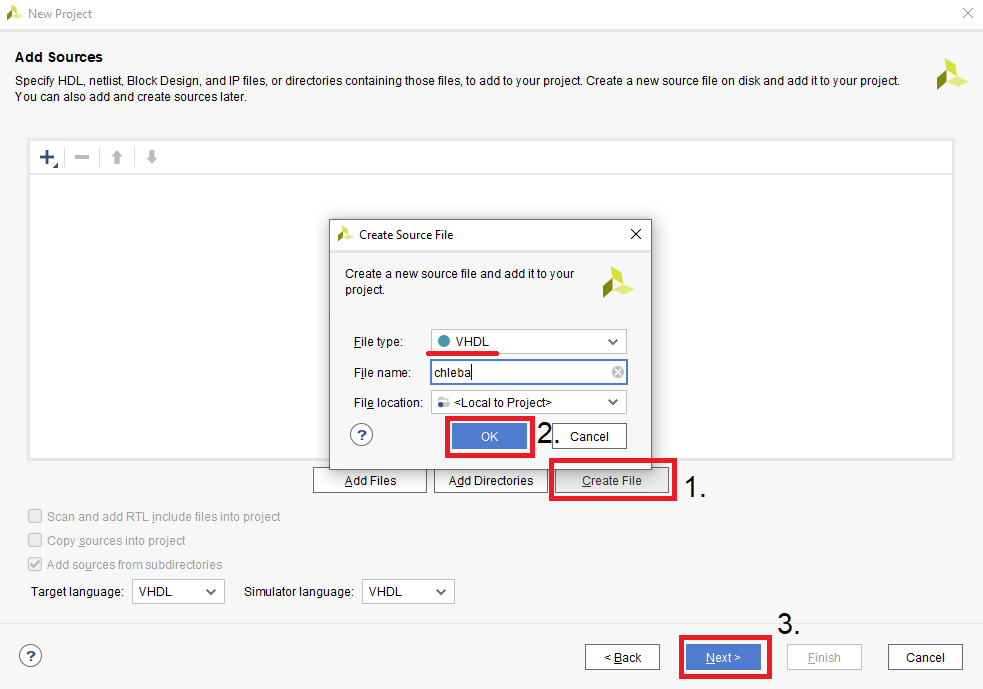 New Project
Add Sources
Specify HDL, netlist, Block Design, and IP files, or directories containing those files, to add to your project. Create a new source file on disk and add it to your project.
You can also add and create sources later.
Create Source File
Create a new source file and add it to your
project.
File type: VHDL
File name: chleba
File location: <Local to Project>
? OK 2. Cancel
Add Files Add Directories Create File 1.
Scan and add RTL include files into project
Copy sources into project
Add sources from subdirectories
Target language: VHDL Simulator language: VHDL
3.
? < Back Next > Finish Cancel